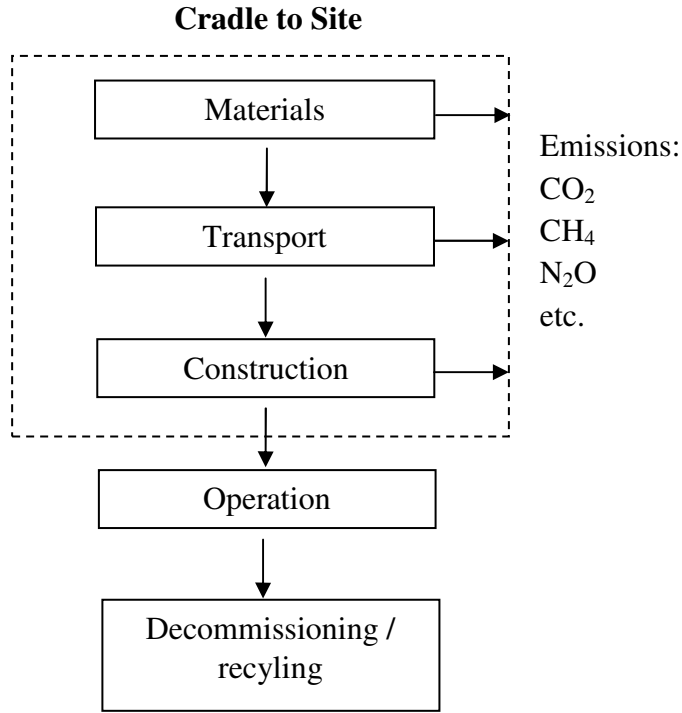 Cradle to Site
Materials
Emissions:
CO₂
Transport
CH₄
N₂O
etc.
Construction
Operation
Decommissioning /
recyling